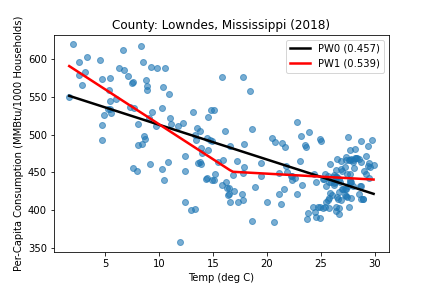 County: Lowndes, Mississippi (2018)
Per-Capita Consumption (MMBtu/1000 Households)
600
550
500
450
400
350
PW0 (0.457)
PW1 (0.539)
5
10
15
20
25
30
Temp (deg C)